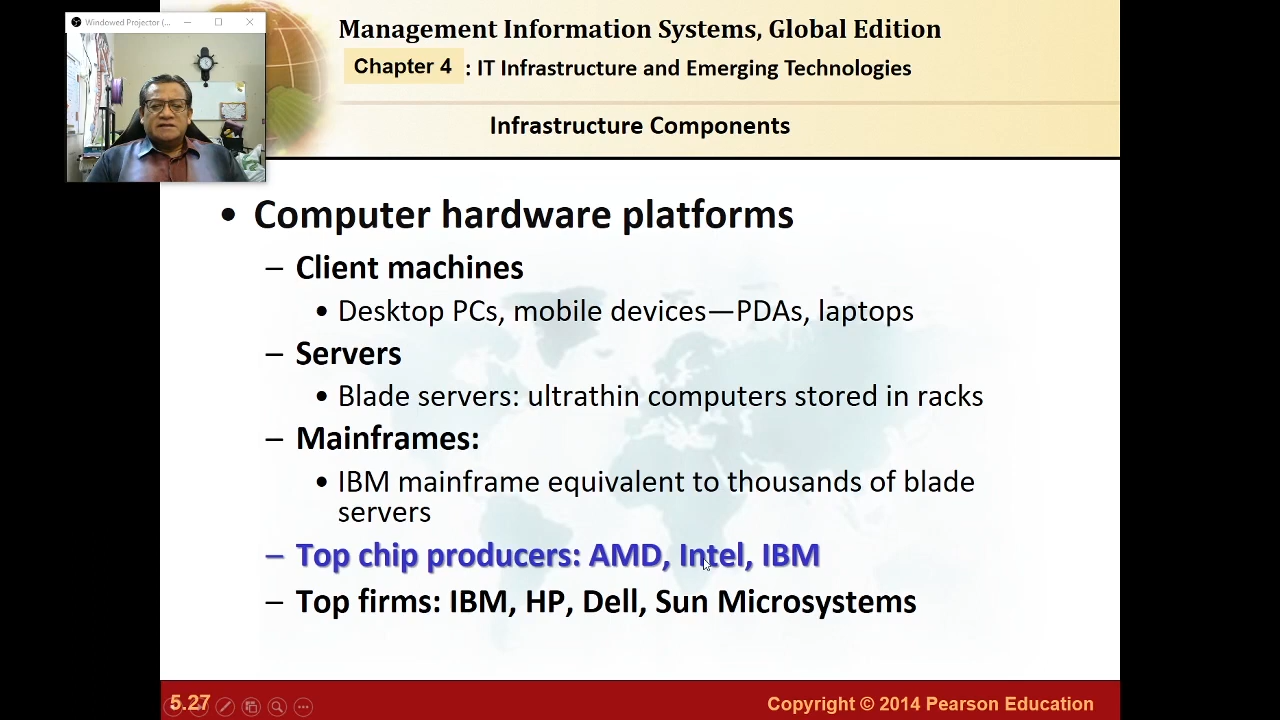 Windowed Projector (...
Management Information Systems, Global Edition
Chapter 4 : IT Infrastructure and Emerging Technologies
Infrastructure Components
• Computer hardware platforms
– Client machines
• Desktop PCs, mobile devices—PDAs, laptops
– Servers
• Blade servers: ultrathin computers stored in racks
– Mainframes:
• IBM mainframe equivalent to thousands of blade
servers
– Top chip producers: AMD, Intel, IBM
– Top firms: IBM, HP, Dell, Sun Microsystems
5.27
Copyright © 2014 Pearson Education